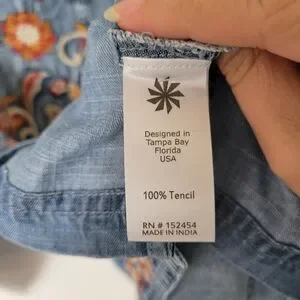 Designed in
Tampa Bay
Florida
USA
100% Tencil
RN # 152454
MADE IN INDIA